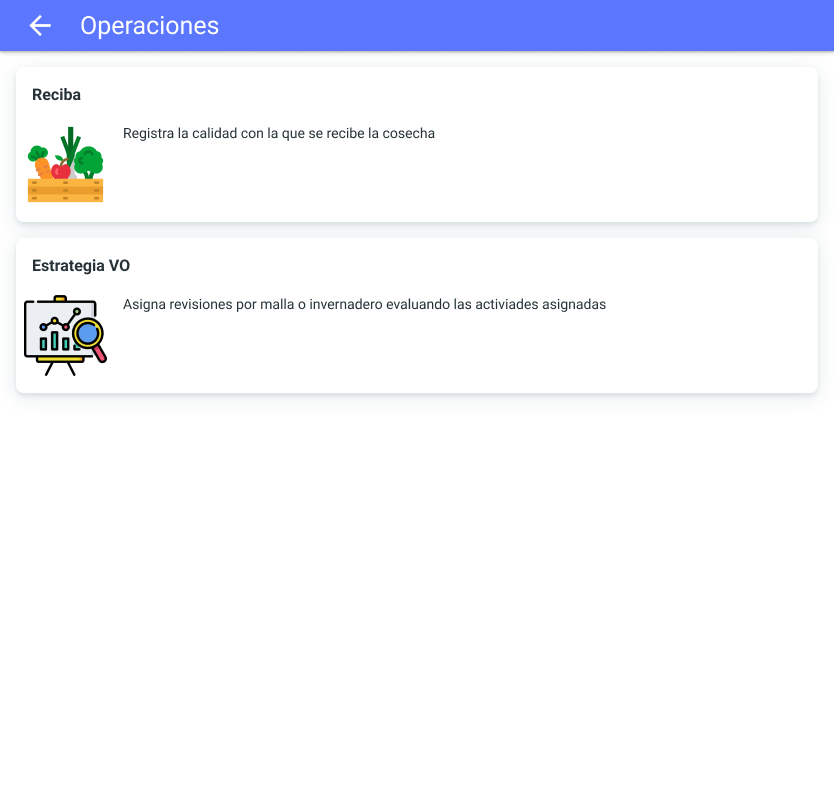 Operaciones
Reciba
Registra la calidad con la que se recibe la cosecha
Estrategia VO
Asigna revisiones por malla o invernadero evaluando las activiades asignadas